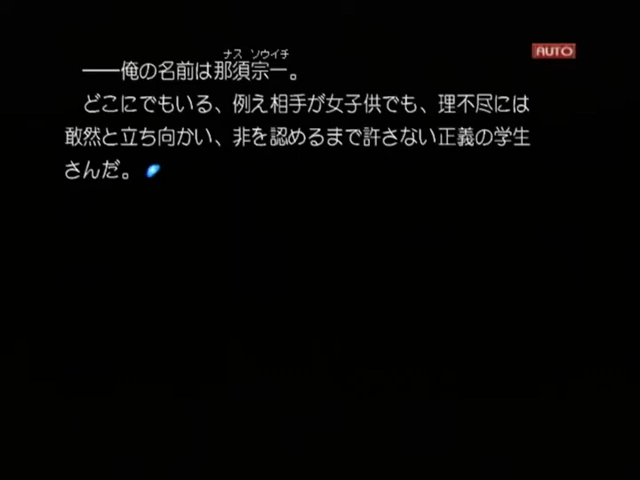 ナス ソウイチ
AUTO
――俺の名前は那須宗一。
どこにでもいる、例え相手が女子供でも、理不尽には
敢然と立ち向かい、非を認めるまで許さない正義の学生
さんだ。